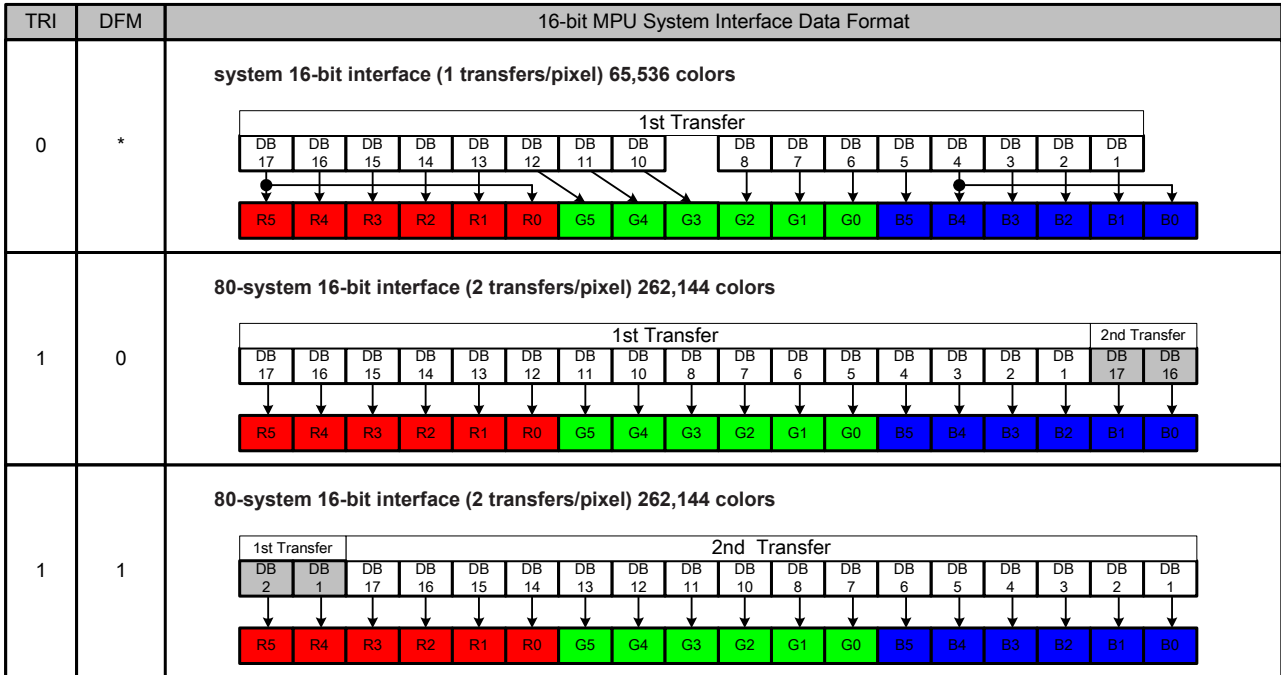 TRI DFM 16-bit MPU System Interface Data Format
system 16-bit interface (1 transfers/pixel) 65,536 colors
0 *
1st Transfer
DB 17 DB 16 DB 15 DB 14 DB 13 DB 12 DB 11 DB 10 DB 8 DB 7 DB 6 DB 5 DB 4 DB 3 DB 2 DB 1
R5 R4 R3 R2 R1 R0 G5 G4 G3 G2 G1 G0 B5 B4 B3 B2 B1 B0
80-system 16-bit interface (2 transfers/pixel) 262,144 colors
1 0
1st Transfer 2nd Transfer
DB 17 DB 16 DB 15 DB 14 DB 13 DB 12 DB 11 DB 10 DB 8 DB 7 DB 6 DB 5 DB 4 DB 3 DB 2 DB 1 DB 17 DB 16
R5 R4 R3 R2 R1 R0 G5 G4 G3 G2 G1 G0 B5 B4 B3 B2 B1 B0
80-system 16-bit interface (2 transfers/pixel) 262,144 colors
1 1
1st Transfer 2nd Transfer
DB 2 DB 1 DB 17 DB 16 DB 15 DB 14 DB 13 DB 12 DB 11 DB 10 DB 8 DB 7 DB 6 DB 5 DB 4 DB 3 DB 2 DB 1
R5 R4 R3 R2 R1 R0 G5 G4 G3 G2 G1 G0 B5 B4 B3 B2 B1 B0